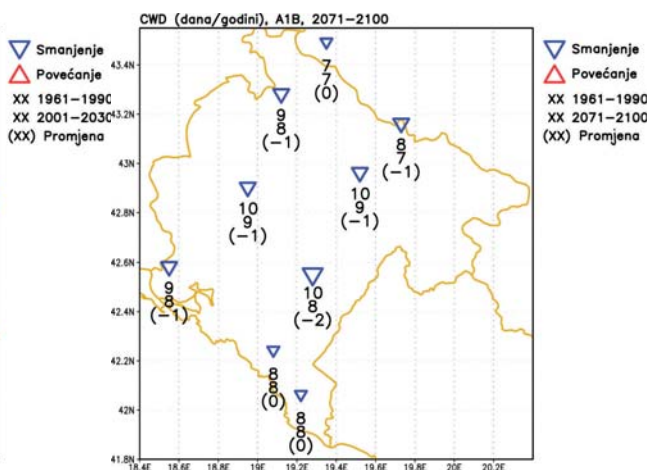 CWD (dana/godini), A1B, 2071-2100
Smanjenje
Povećanje
XX 1961-1990
XX 2001-2030
(XX) Promjena
Smanjenje
Povećanje
XX 1961-1990
XX 2071-2100
(XX) Promjena
43.4N
43.2N
43N
42.8N
42.6N
42.4N
42.2N
42N
41.8N
7
7
(0)
9
8
(-1)
8
7
(-1)
10
9
(-1)
10
9
(-1)
9
8
(-1)
10
8
(-2)
8
8
(0)
8
8
(0)
18.4E 18.6E 18.8E 19E 19.2E 19.4E 19.6E 19.8E 20E 20.2E